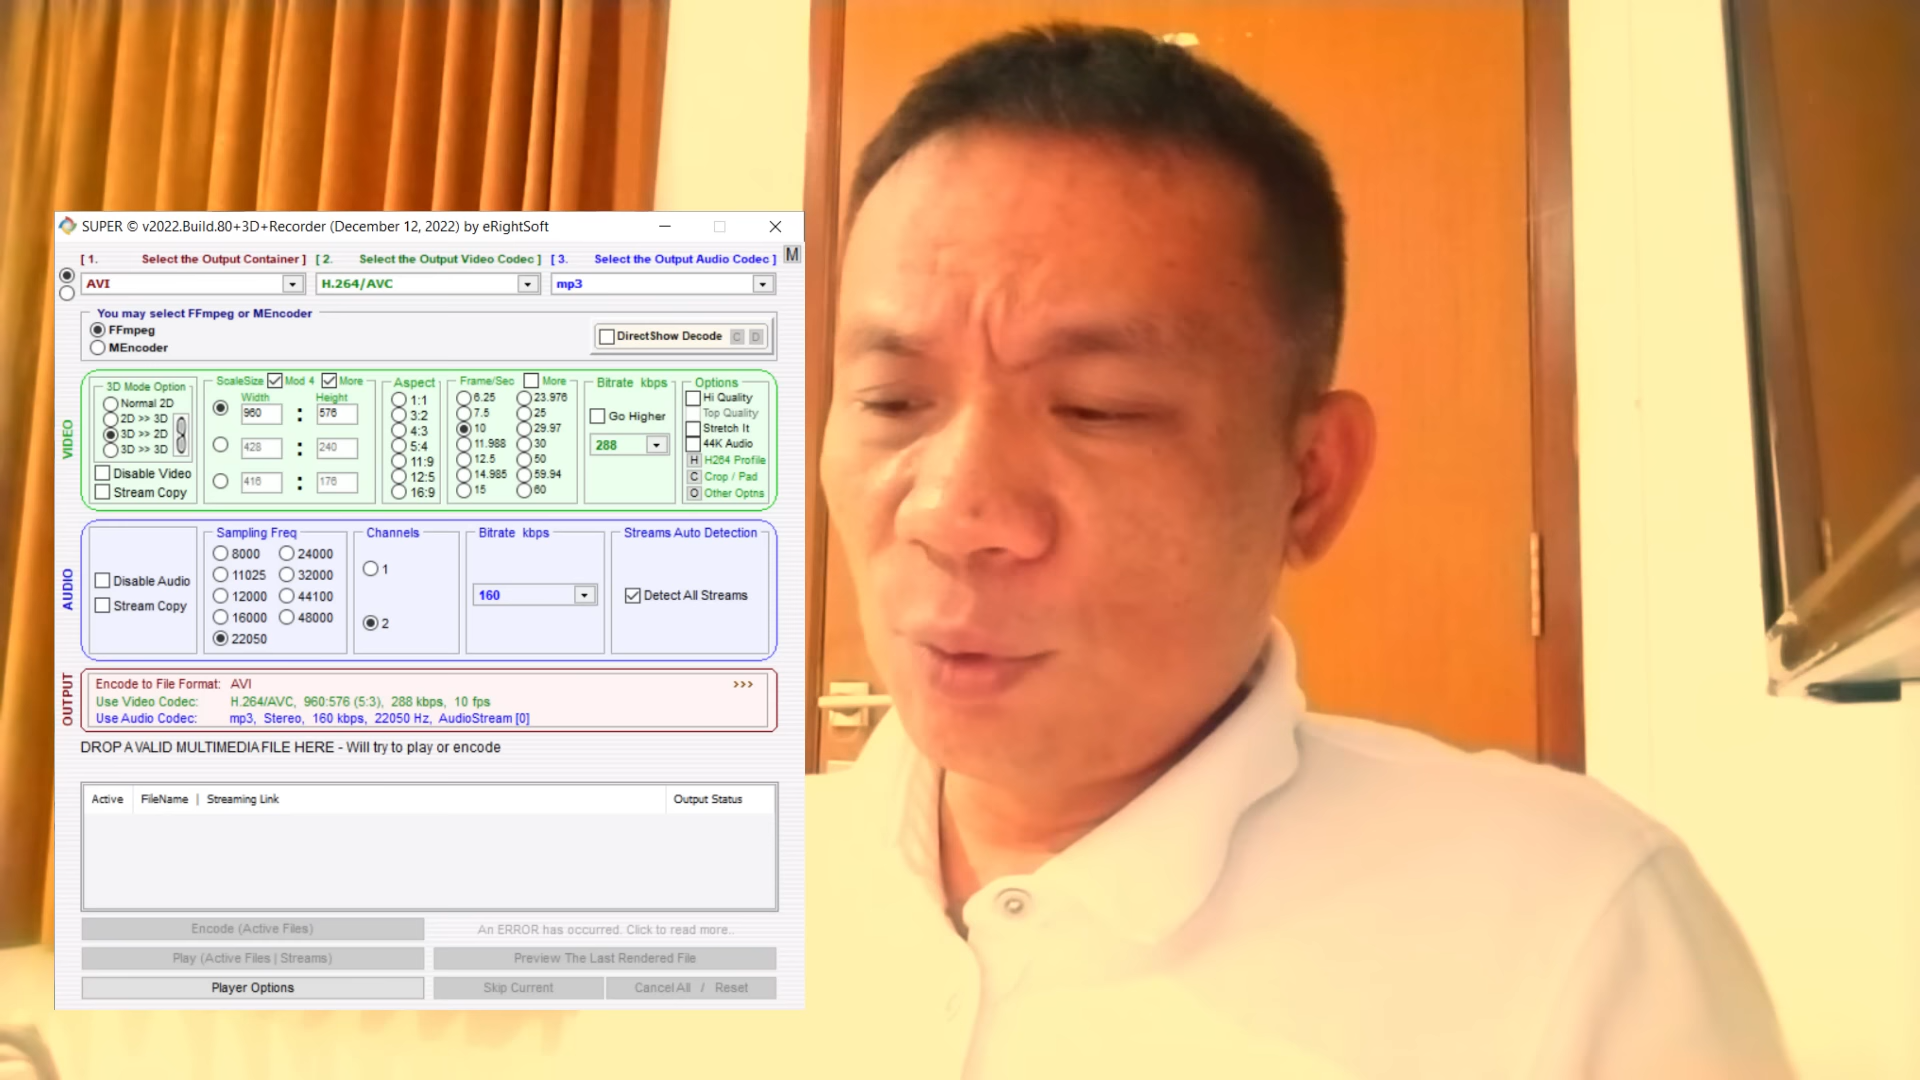 SUPER © v2022.Build.80+3D+Recorder (December 12, 2022) by eRightSoft
M
[ 1. Select the Output Container ] [ 2. Select the Output Video Codec ] [ 3. Select the Output Audio Codec ]
AVI H.264/AVC mp3
You may select FFmpeg or MEncoder
FFmpeg
MEncoder
DirectShow Decode C D
VIDEO
3D Mode Option
Normal 2D
2D >> 3D
3D >> 2D
3D >> 3D
Disable Video
Stream Copy
ScaleSize Mod 4 More
Width Height
960 : 576
428 : 240
416 : 176
Aspect
1:1
3:2
4:3
5:4
11:9
12:5
16:9
Frame/Sec More
6.25 23.976
7.5 25
10 29.97
11.988 30
12.5 50
14.985 59.94
15 60
Bitrate kbps
Go Higher
288
Options
Hi Quality
Top Quality
Stretch It
44K Audio
H H264 Profile
C Crop / Pad
O Other Optns
AUDIO
Disable Audio
Stream Copy
Sampling Freq
8000 24000
11025 32000
12000 44100
16000 48000
22050
Channels
1
2
Bitrate kbps
160
Streams Auto Detection
Detect All Streams
OUTPUT
Encode to File Format: AVI >>>
Use Video Codec: H.264/AVC, 960:576 (5:3), 288 kbps, 10 fps
Use Audio Codec: mp3, Stereo, 160 kbps, 22050 Hz, AudioStream [0]
DROP A VALID MULTIMEDIA FILE HERE - Will try to play or encode
Active FileName | Streaming Link Output Status
Encode (Active Files) An ERROR has occurred. Click to read more..
Play (Active Files | Streams) Preview The Last Rendered File
Player Options Skip Current Cancel All / Reset